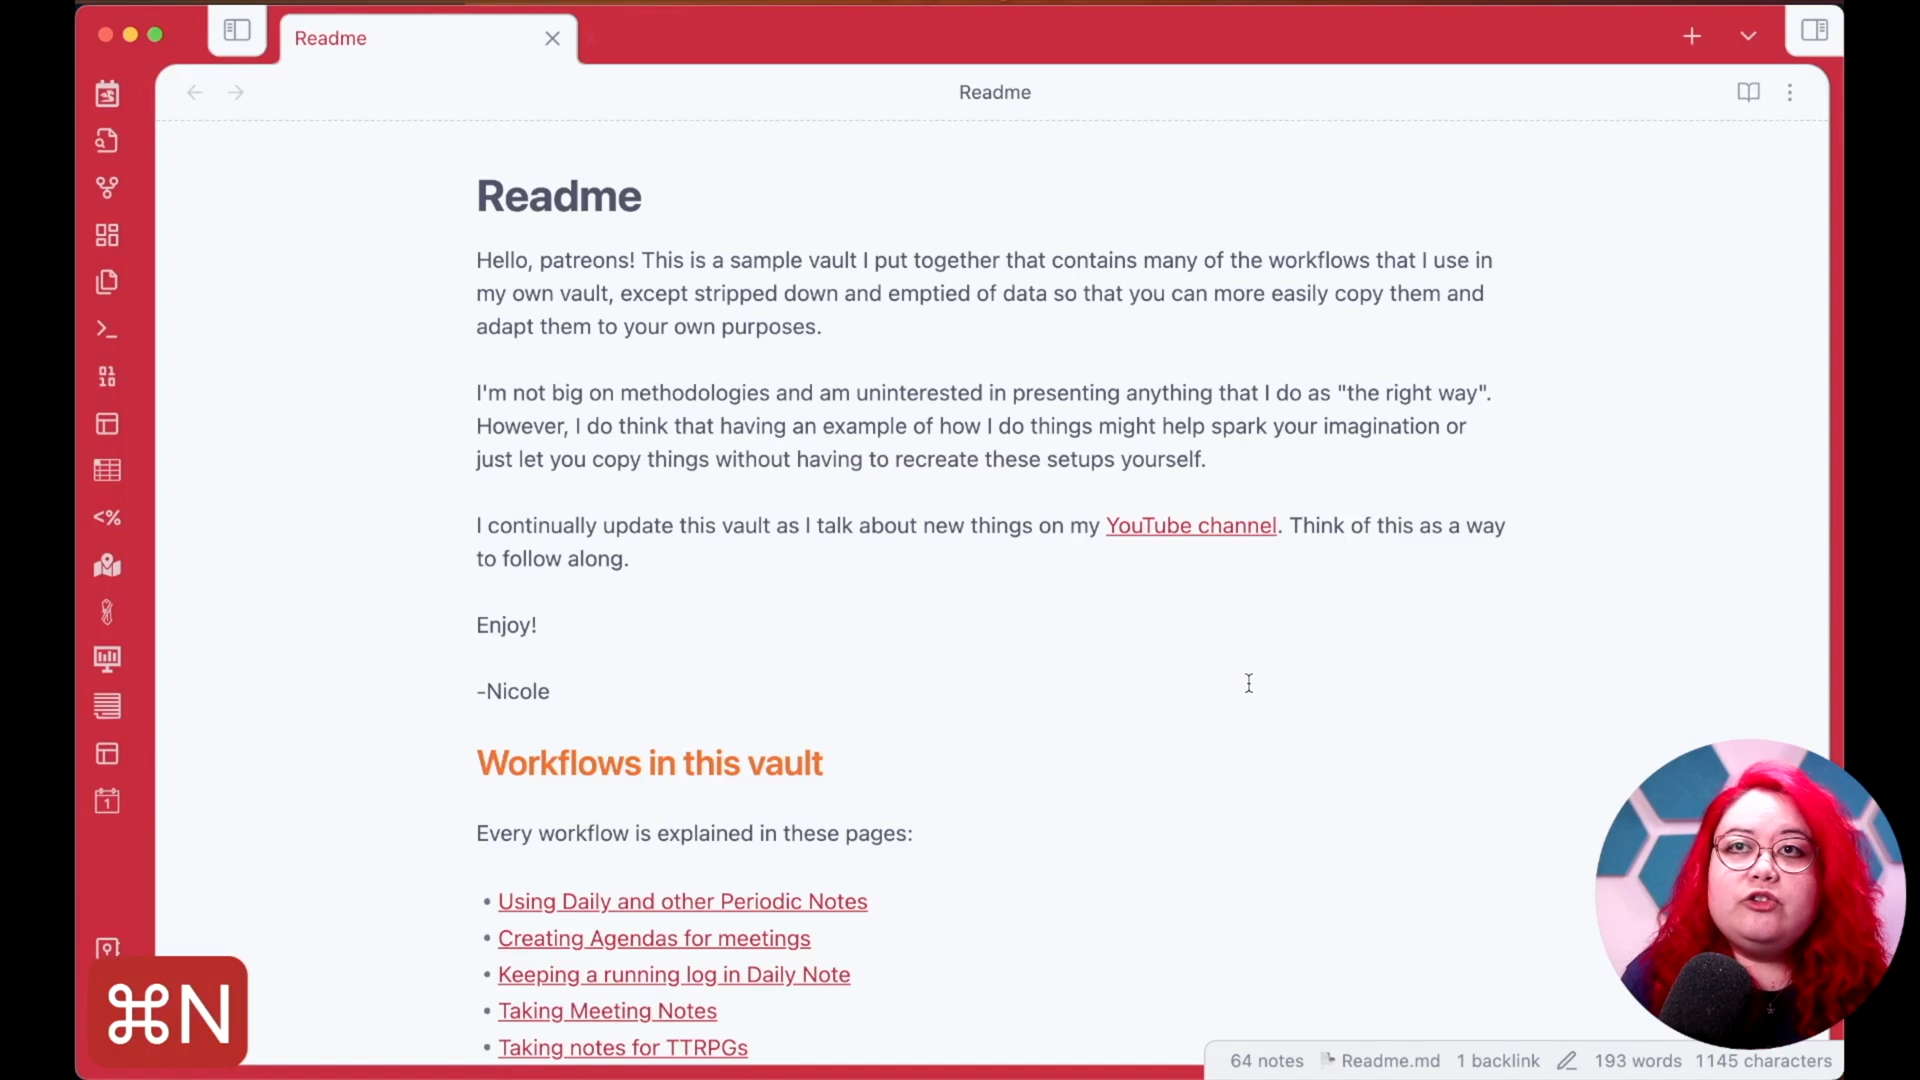 Readme
Readme
Readme
Hello, patreons! This is a sample vault I put together that contains many of the workflows that I use in
my own vault, except stripped down and emptied of data so that you can more easily copy them and
adapt them to your own purposes.
I'm not big on methodologies and am uninterested in presenting anything that I do as "the right way".
However, I do think that having an example of how I do things might help spark your imagination or
just let you copy things without having to recreate these setups yourself.
I continually update this vault as I talk about new things on my YouTube channel. Think of this as a way
to follow along.
Enjoy!
-Nicole
Workflows in this vault
Every workflow is explained in these pages:
• Using Daily and other Periodic Notes
• Creating Agendas for meetings
• Keeping a running log in Daily Note
• Taking Meeting Notes
• Taking notes for TTRPGs
⌘N
64 notes Readme.md 1 backlink 193 words 1145 characters